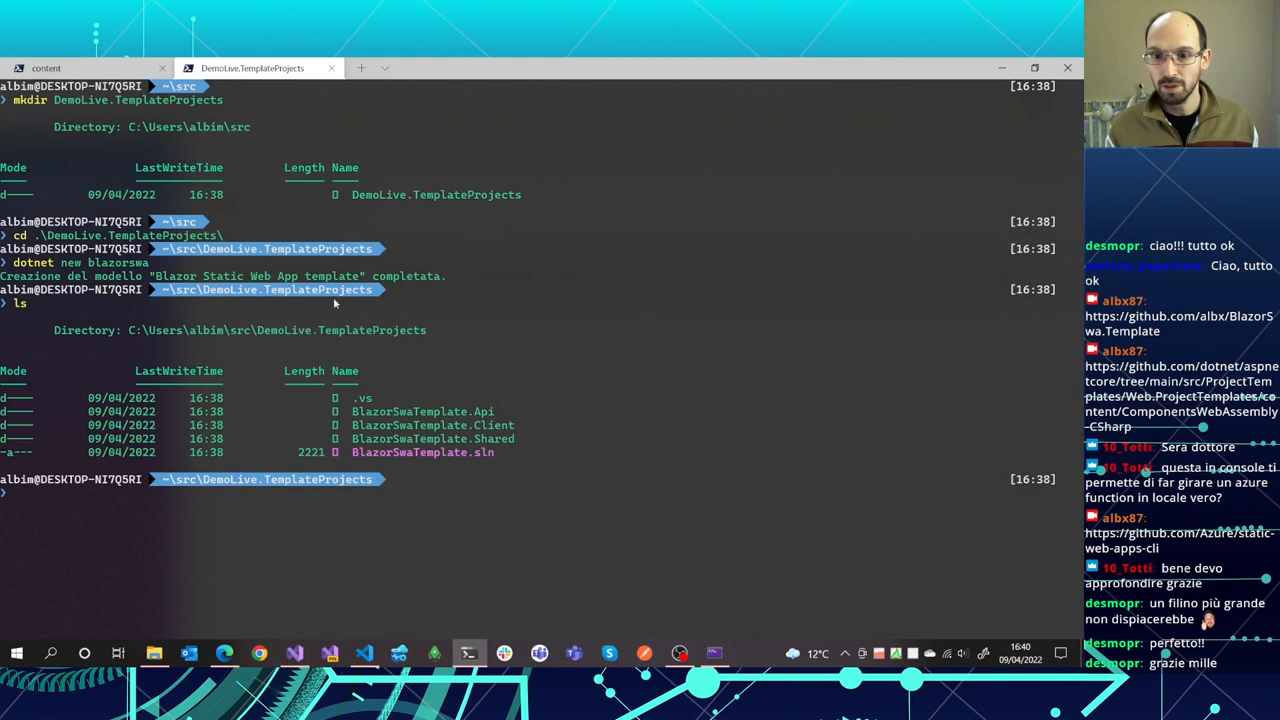 content
DemoLive.TemplateProjects
albim@DESKTOP-NI7Q5RI ~\src [16:38]
❯ mkdir DemoLive.TemplateProjects
Directory: C:\Users\albim\src
Mode LastWriteTime Length Name
d—— 09/04/2022 16:38 DemoLive.TemplateProjects
albim@DESKTOP-NI7Q5RI ~\src [16:38]
❯ cd .\DemoLive.TemplateProjects\
albim@DESKTOP-NI7Q5RI ~\src\DemoLive.TemplateProjects [16:38]
❯ dotnet new blazorswa
Creazione del modello "Blazor Static Web App template" completata.
albim@DESKTOP-NI7Q5RI ~\src\DemoLive.TemplateProjects [16:38]
❯ ls
Directory: C:\Users\albim\src\DemoLive.TemplateProjects
Mode LastWriteTime Length Name
d—— 09/04/2022 16:38 .vs
d—— 09/04/2022 16:38 BlazorSwaTemplate.Api
d—— 09/04/2022 16:38 BlazorSwaTemplate.Client
d—— 09/04/2022 16:38 BlazorSwaTemplate.Shared
-a--- 09/04/2022 16:38 2221 BlazorSwaTemplate.sln
albim@DESKTOP-NI7Q5RI ~\src\DemoLive.TemplateProjects [16:38]
❯
12°C
16:40
09/04/2022
desmopr: ciao!!! tutto ok
Ciao, tutto
ok
albx87:
https://github.com/albx/BlazorS
wa.Template
albx87:
https://github.com/dotnet/aspn
etcore/tree/main/src/ProjectTem
plates/Web.ProjectTemplates/co
ntent/ComponentsWebAssembly
-CSharp
10_Totti: Sera dottore
10_Totti: questa in console ti
permette di far girare un azure
function in locale vero?
albx87:
https://github.com/Azure/static-
web-apps-cli
10_Totti: bene devo
approfondire grazie
desmopr: un filino più grande
non dispiacerebbe
desmopr: perfetto!!
desmopr: grazie mille